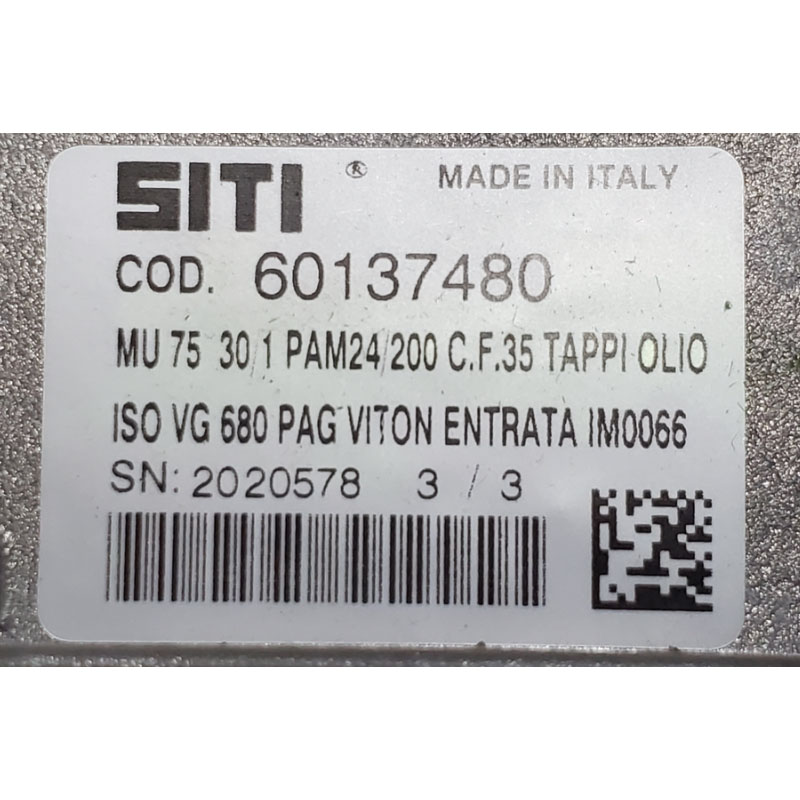 SITI ® MADE IN ITALY
COD. 60137480
MU 75 30/1 PAM24/200 C.F.35 TAPPI OLIO
ISO VG 680 PAG VITON ENTRATA IM0066
SN: 2020578 3 / 3